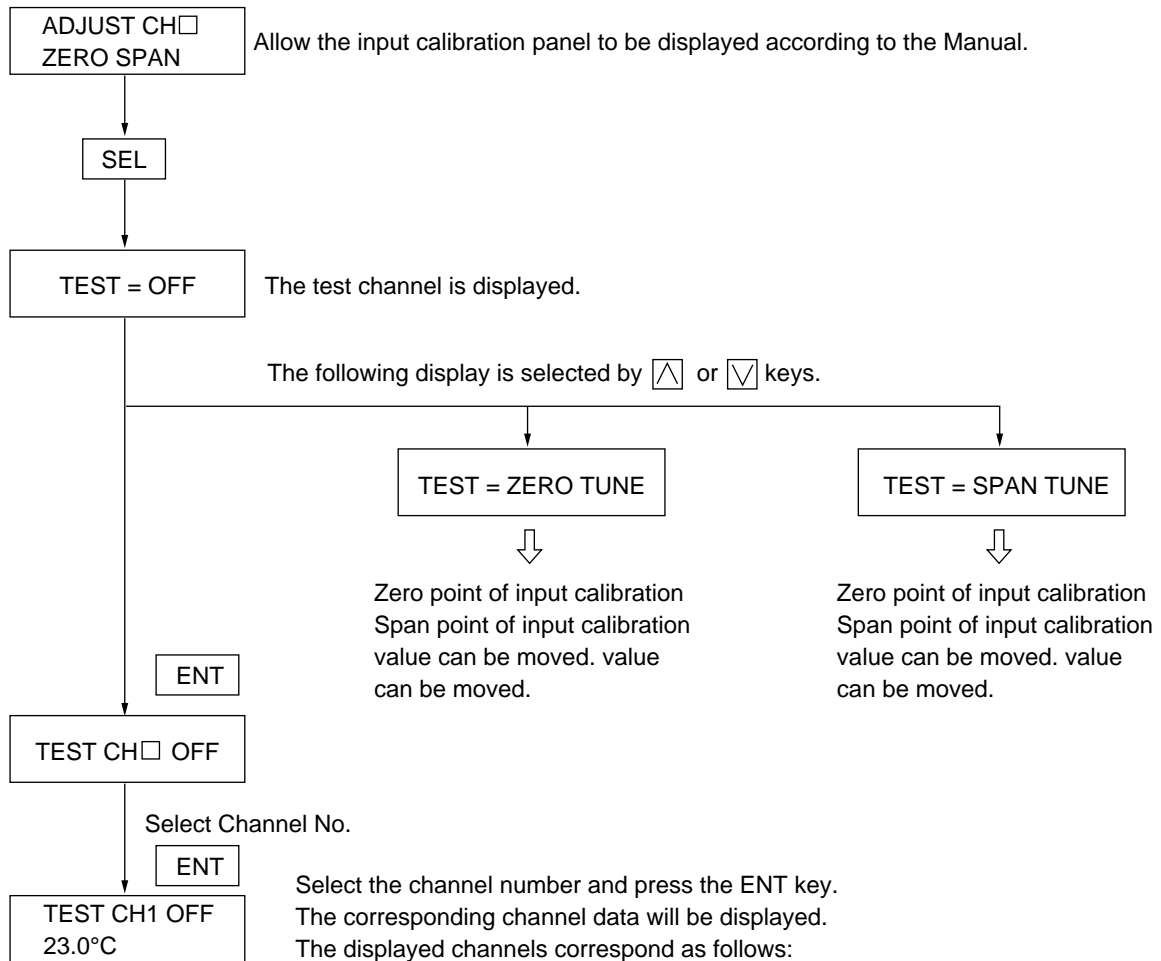 ADJUST CH□
ZERO SPAN
Allow the input calibration panel to be displayed according to the Manual.
SEL
TEST = OFF
The test channel is displayed.
The following display is selected by ∧ or ∨ keys.
TEST = ZERO TUNE
TEST = SPAN TUNE
Zero point of input calibration
Span point of input calibration
value can be moved. value
can be moved.
Zero point of input calibration
Span point of input calibration
value can be moved. value
can be moved.
ENT
TEST CH□ OFF
Select Channel No.
ENT
TEST CH1 OFF
23.0°C
Select the channel number and press the ENT key.
The corresponding channel data will be displayed.
The displayed channels correspond as follows: